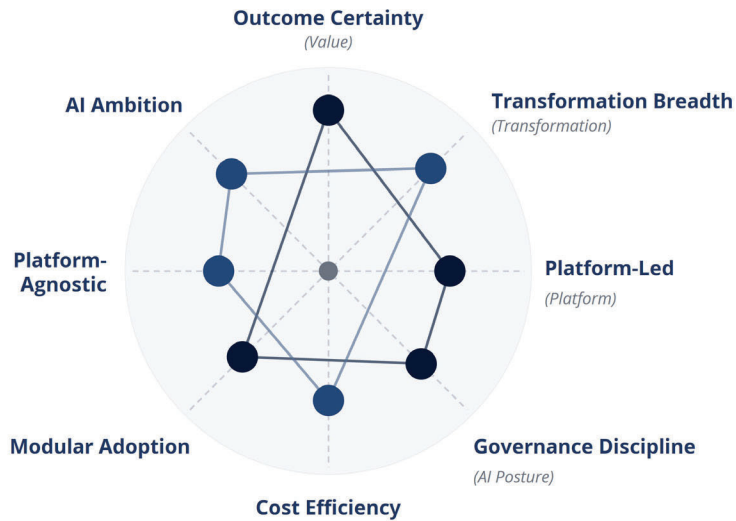 Outcome Certainty
(Value)
AI Ambition
Transformation Breadth
(Transformation)
Platform-
Agnostic
Platform-Led
(Platform)
Modular Adoption
Governance Discipline
(AI Posture)
Cost Efficiency